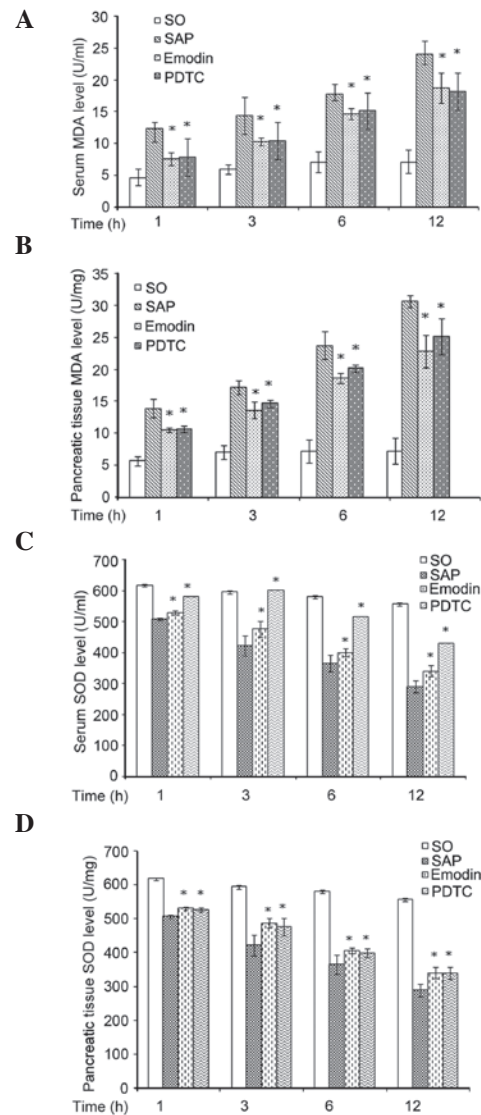 A
Serum MDA level (U/ml)
30
25
20
15
10
5
0
SO
SAP
Emodin
PDTC
* *
* *
* *
* *
Time (h) 1 3 6 12
B
Pancreatic tissue MDA level (U/mg)
35
30
25
20
15
10
5
0
SO
SAP
Emodin
PDTC
* *
* *
* *
* *
Time (h) 1 3 6 12
C
Serum SOD level (U/ml)
700
600
500
400
300
200
100
0
SO
SAP
Emodin
PDTC
* *
* *
* *
* *
Time (h) 1 3 6 12
D
Pancreatic tissue SOD level (U/mg)
700
600
500
400
300
200
100
0
SO
SAP
Emodin
PDTC
* *
* *
* *
* *
Time (h) 1 3 6 12